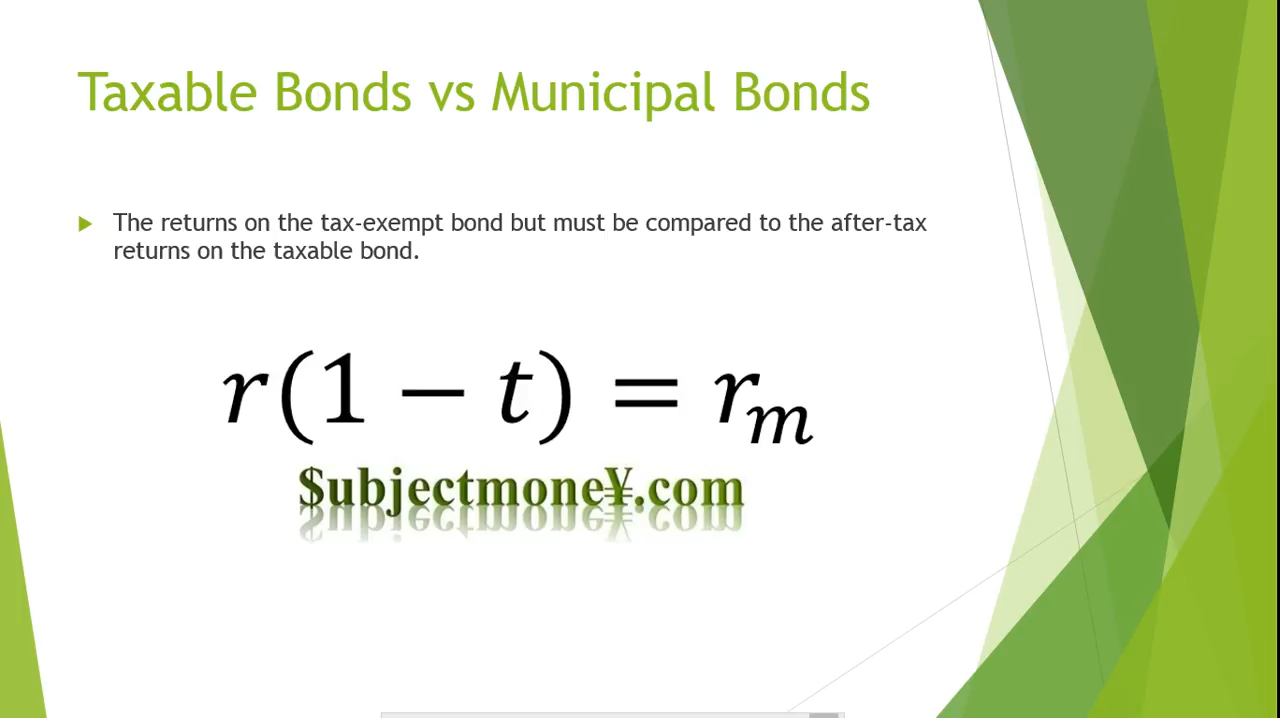 Taxable Bonds vs Municipal Bonds
The returns on the tax-exempt bond but must be compared to the after-tax
returns on the taxable bond.
r(1 − t) = rₘ
$ubjectmone¥.com